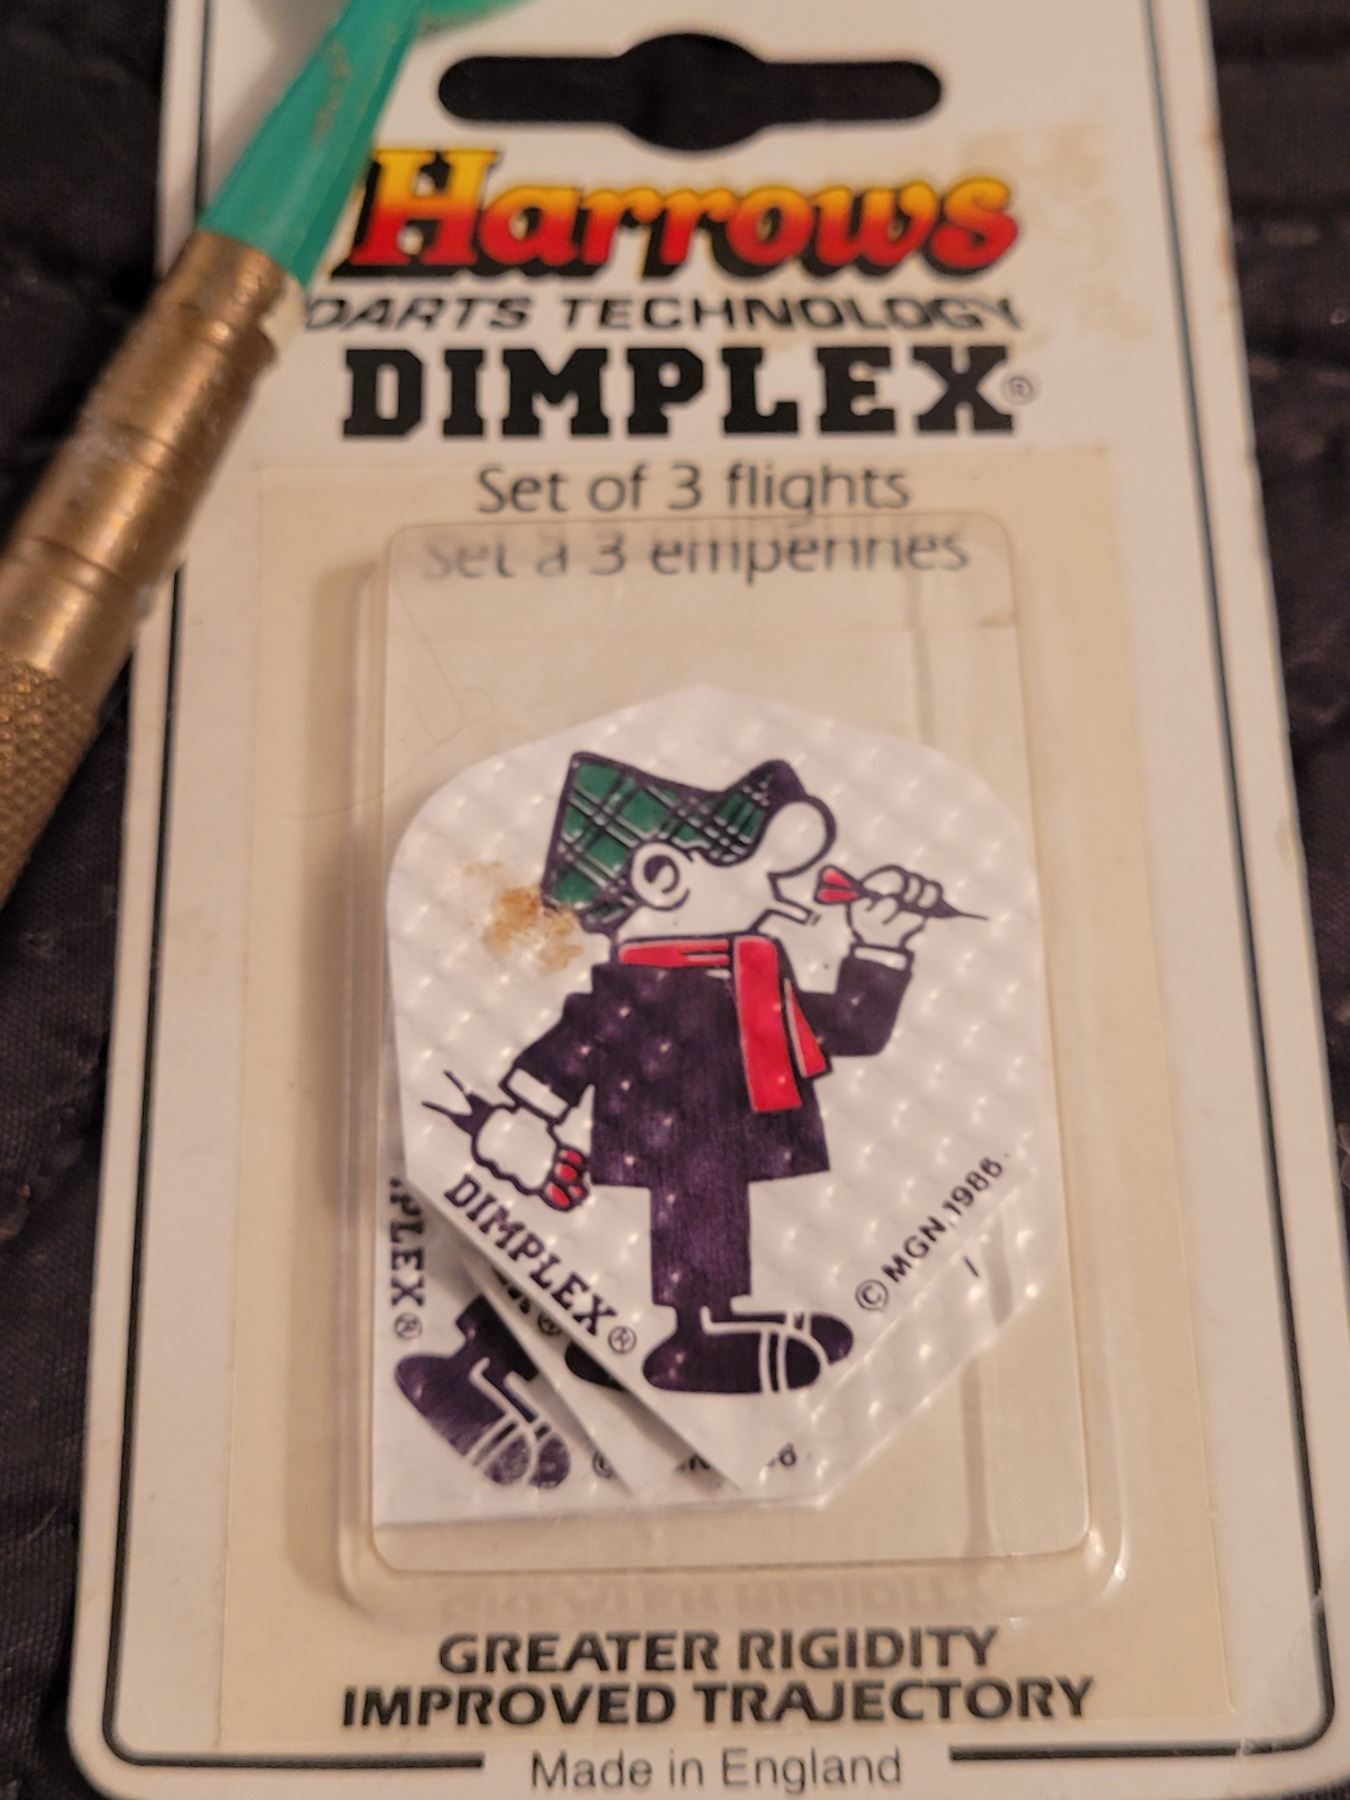 Harrows
DARTS TECHNOLOGY
DIMPLEX®
Set of 3 flights
Set à 3 empennes
DIMPLEX®
© MGN, 1986.
PLEX®
®
GREATER RIGIDITY
IMPROVED TRAJECTORY
Made in England